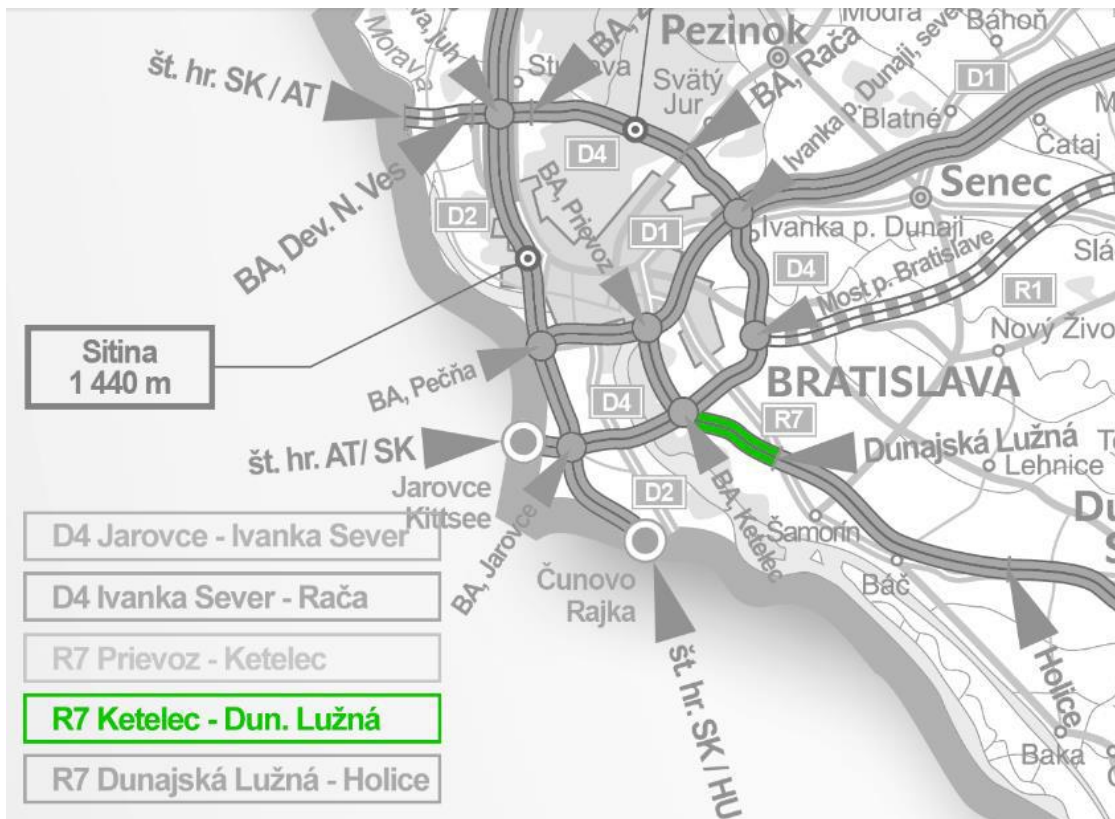 Modra
Báhoň
Pezinok
Morava
BA, Rača
Ivanka p. Dunaji, seve
št. hr. SK / AT
Svätý
Jur
D1
Blatné
Čataj
D4
Senec
BA, Dev. N. Ves
D2
BA, Prievoz
D1
Ivanka p. Dunaji
D4
Most p. Bratislave
R1
Sitina
1 440 m
Nový Živo
BA, Pečňa
BRATISLAVA
D4
R7
Dunajská Lužná
Lehnice
št. hr. AT/ SK
Jarovce
Kittsee
D2
BA, Ketelec
Šamorín
BA, Jarovce
Báč
Čunovo
Rajka
D4 Jarovce - Ivanka Sever
D4 Ivanka Sever - Rača
R7 Prievoz - Ketelec
R7 Ketelec - Dun. Lužná
R7 Dunajská Lužná - Holice
št. hr. SK / HU
Holice
Baka